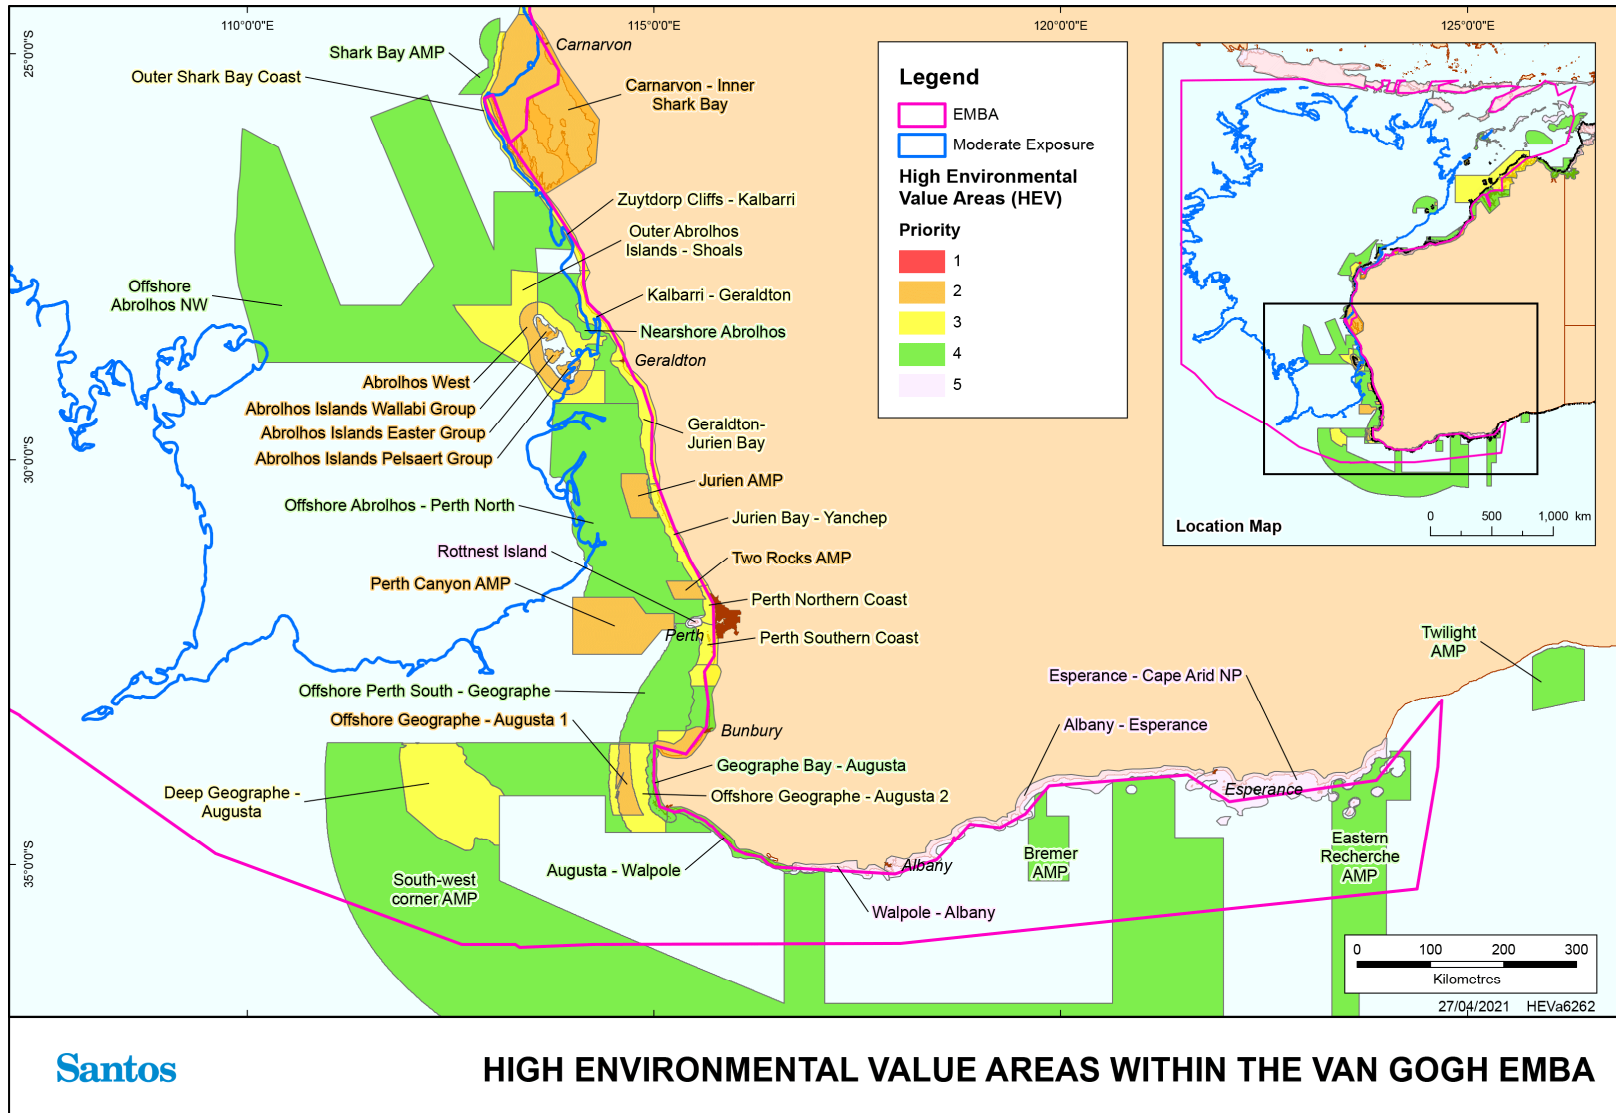 110°0'0"E
115°0'0"E
120°0'0"E
125°0'0"E
25°0'0"S
30°0'0"S
35°0'0"S
Shark Bay AMP
Outer Shark Bay Coast
Carnarvon
Carnarvon - Inner
Shark Bay
Zuytdorp Cliffs - Kalbarri
Outer Abrolhos
Islands - Shoals
Offshore
Abrolhos NW
Kalbarri - Geraldton
Nearshore Abrolhos
Geraldton
Abrolhos West
Abrolhos Islands Wallabi Group
Abrolhos Islands Easter Group
Abrolhos Islands Pelsaert Group
Geraldton-
Jurien Bay
Jurien AMP
Offshore Abrolhos - Perth North
Jurien Bay - Yanchep
Rottnest Island
Two Rocks AMP
Perth Canyon AMP
Perth Northern Coast
Perth
Perth Southern Coast
Offshore Perth South - Geographe
Offshore Geographe - Augusta 1
Bunbury
Geographe Bay - Augusta
Deep Geographe -
Augusta
Offshore Geographe - Augusta 2
Augusta - Walpole
South-west
corner AMP
Albany
Walpole - Albany
Albany - Esperance
Esperance - Cape Arid NP
Esperance
Bremer
AMP
Eastern
Recherche
AMP
Twilight
AMP
Legend
EMBA
Moderate Exposure
High Environmental
Value Areas (HEV)
Priority
1
2
3
4
5
Location Map
0 500 1,000 km
0 100 200 300
Kilometres
27/04/2021 HEVa6262
Santos
HIGH ENVIRONMENTAL VALUE AREAS WITHIN THE VAN GOGH EMBA